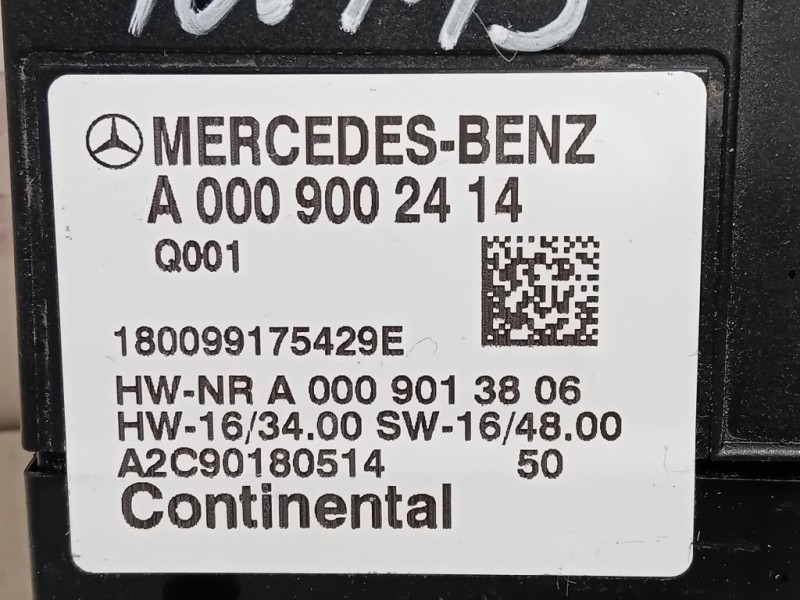 MERCEDES-BENZ
A 000 900 24 14
Q001
180099175429E
HW-NR A 000 901 38 06
HW-16/34.00 SW-16/48.00
A2C90180514 50
Continental